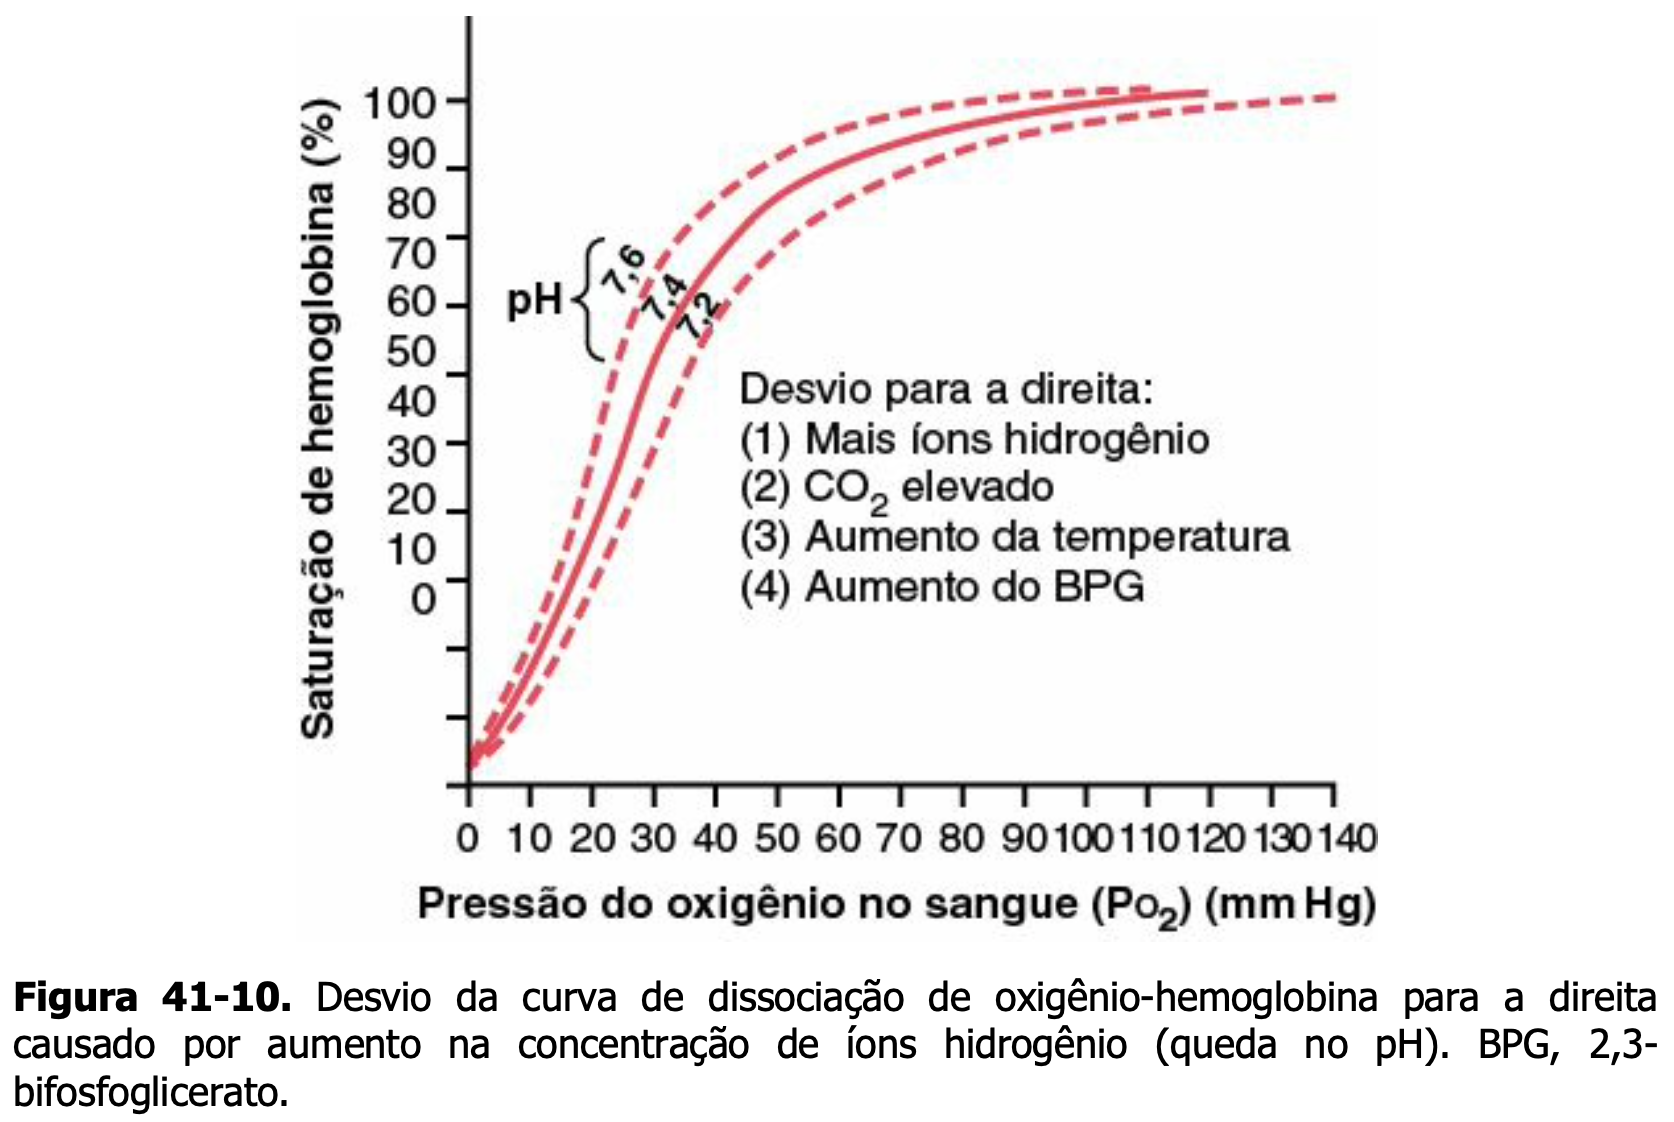 Saturação de hemoglobina (%)
100
90
80
70
60
50
40
30
20
10
0
pH
7,6
7,4
7,2
Desvio para a direita:
(1) Mais íons hidrogênio
(2) CO2 elevado
(3) Aumento da temperatura
(4) Aumento do BPG
0 10 20 30 40 50 60 70 80 90 100 110 120 130 140
Pressão do oxigênio no sangue (PO2) (mm Hg)
Figura 41-10. Desvio da curva de dissociação de oxigênio-hemoglobina para a direita
causado por aumento na concentração de íons hidrogênio (queda no pH). BPG, 2,3-
bifosfoglicerato.